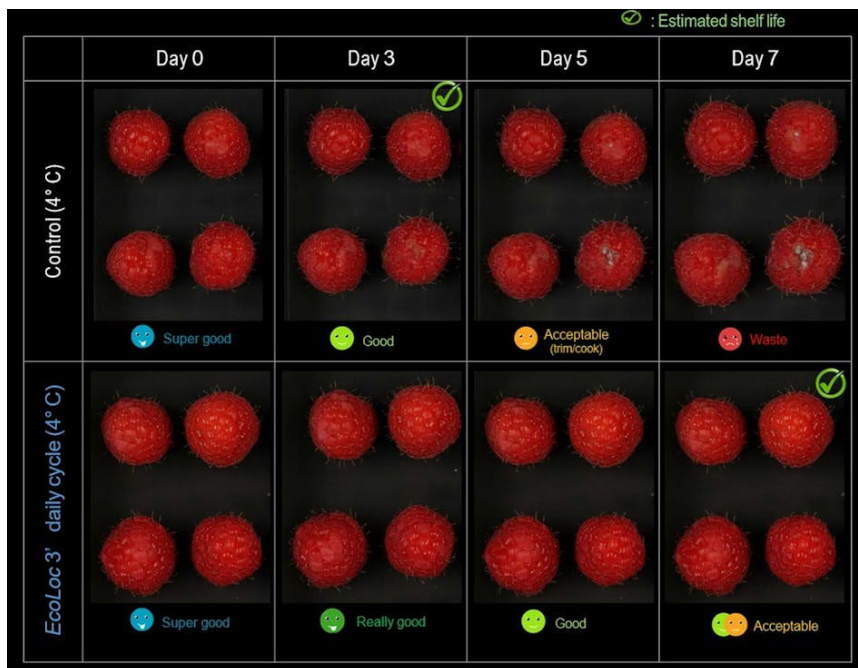 : Estimated shelf life
Day 0
Day 3
Day 5
Day 7
Control (4° C)
Super good
Good
Acceptable
(trim/cook)
Waste
EcoLoc 3' daily cycle (4° C)
Super good
Really good
Good
Acceptable